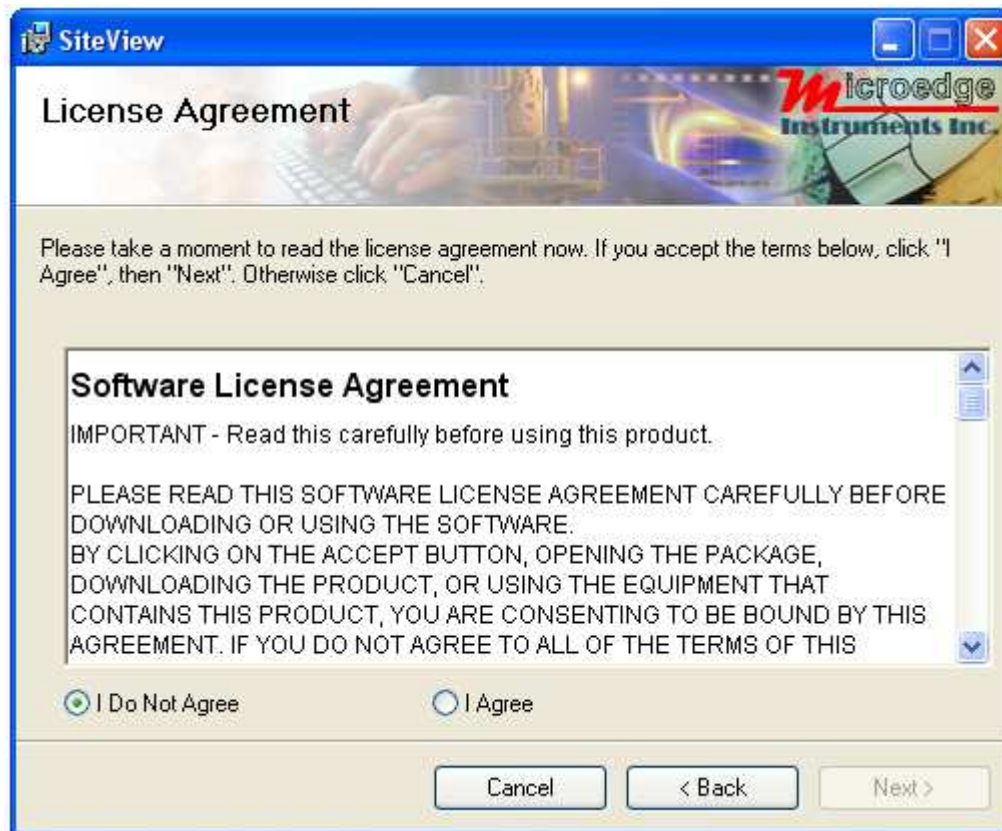 SiteView
License Agreement
Microedge
Instruments Inc.
Please take a moment to read the license agreement now. If you accept the terms below, click "I
Agree", then "Next". Otherwise click "Cancel".
Software License Agreement
IMPORTANT - Read this carefully before using this product.
PLEASE READ THIS SOFTWARE LICENSE AGREEMENT CAREFULLY BEFORE
DOWNLOADING OR USING THE SOFTWARE.
BY CLICKING ON THE ACCEPT BUTTON, OPENING THE PACKAGE,
DOWNLOADING THE PRODUCT, OR USING THE EQUIPMENT THAT
CONTAINS THIS PRODUCT, YOU ARE CONSENTING TO BE BOUND BY THIS
AGREEMENT. IF YOU DO NOT AGREE TO ALL OF THE TERMS OF THIS
I Do Not Agree I Agree
Cancel < Back Next >